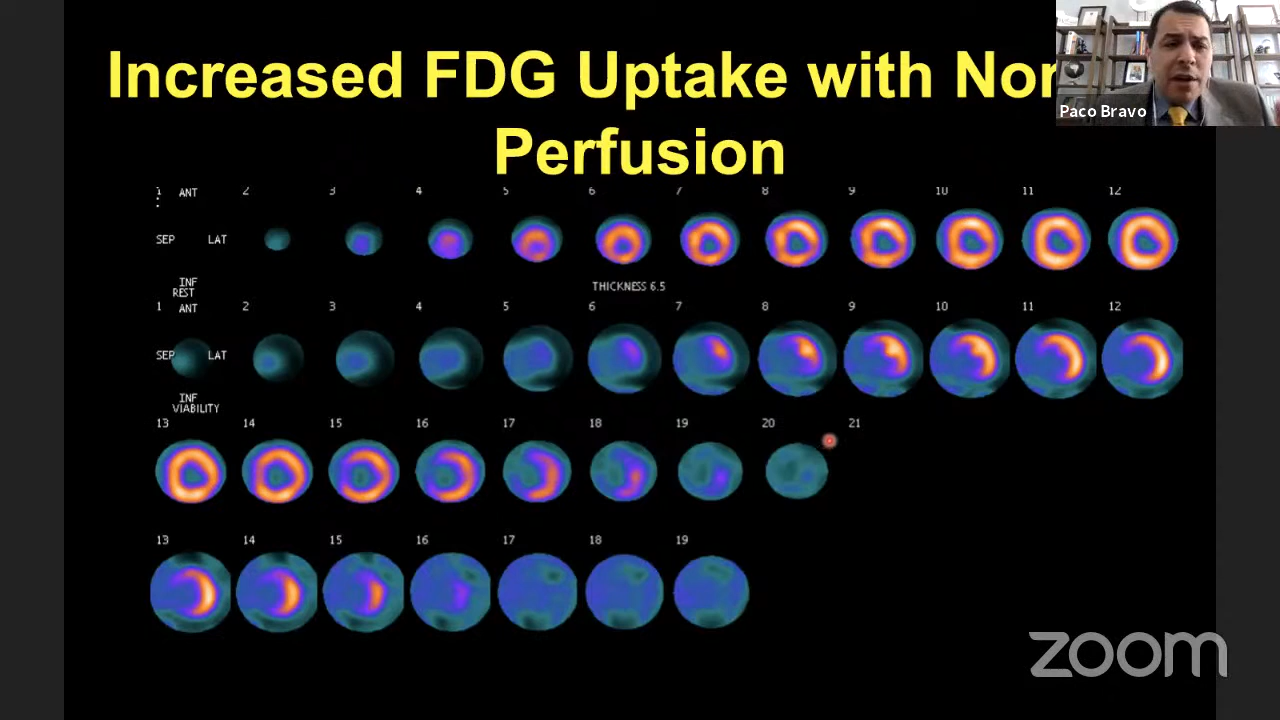 Increased FDG Uptake with Nor
Perfusion
Paco Bravo
1 ANT 2 3 4 5 6 7 8 9 10 11 12
SEP LAT
INF
REST
THICKNESS 6.5
1 ANT 2 3 4 5 6 7 8 9 10 11 12
SEP LAT
INF
VIABILITY
13 14 15 16 17 18 19 20 21
13 14 15 16 17 18 19
zoom